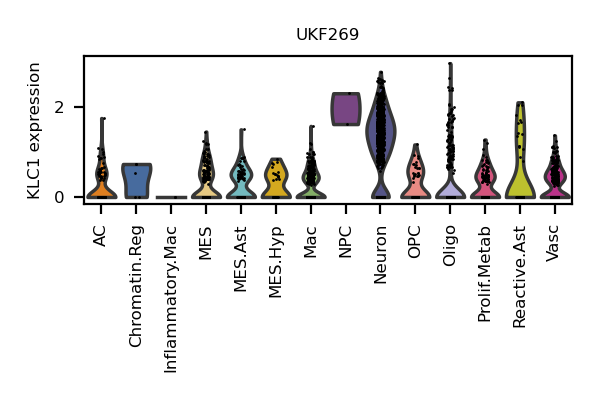 UKF269
KLC1 expression
2
0
AC
Chromatin.Reg
Inflammatory.Mac
MES
MES.Ast
MES.Hyp
Mac
NPC
Neuron
OPC
Oligo
Prolif.Metab
Reactive.Ast
Vasc